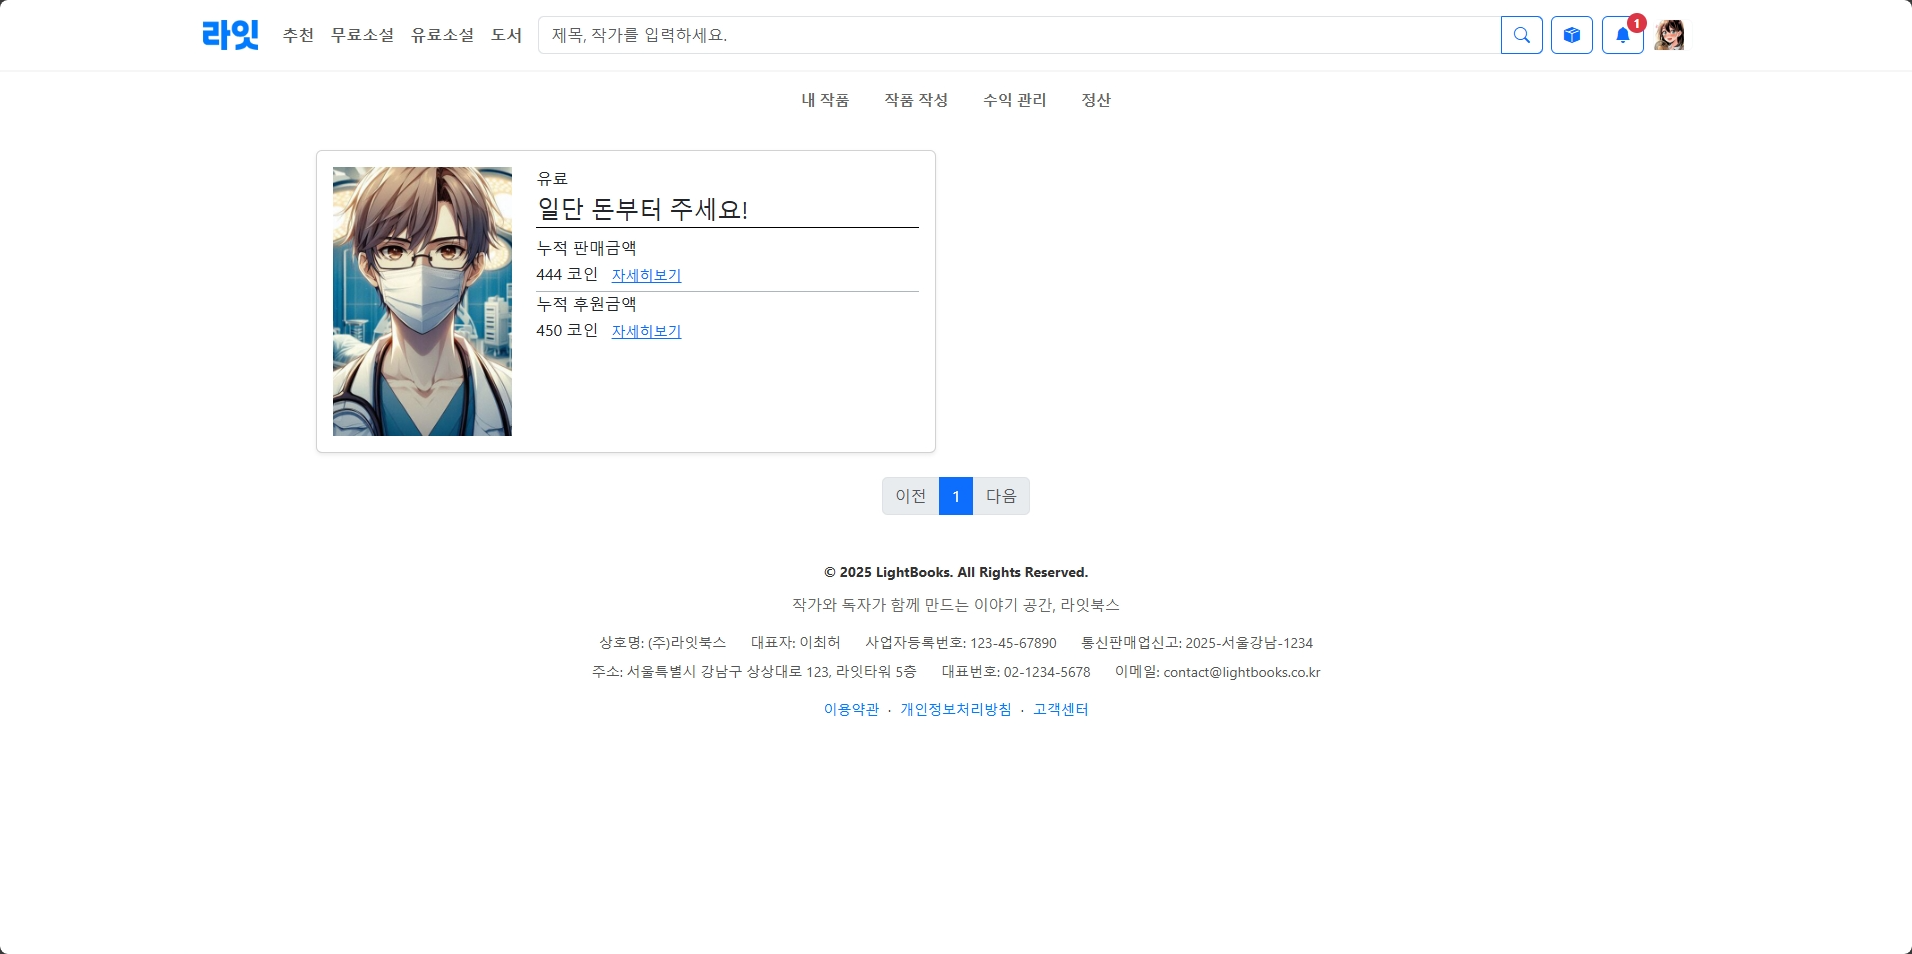 라잇 추천 무료소설 유료소설 도서 제목, 작가를 입력하세요. 1
내 작품 작품 작성 수익 관리 정산
유료
일단 돈부터 주세요!
누적 판매금액
444 코인 자세히보기
누적 후원금액
450 코인 자세히보기
이전 1 다음
© 2025 LightBooks. All Rights Reserved.
작가와 독자가 함께 만드는 이야기 공간, 라잇북스
상호명: (주)라잇북스 대표자: 이최허 사업자등록번호: 123-45-67890 통신판매업신고: 2025-서울강남-1234
주소: 서울특별시 강남구 상상대로 123, 라잇타워 5층 대표번호: 02-1234-5678 이메일: contact@lightbooks.co.kr
이용약관 · 개인정보처리방침 · 고객센터